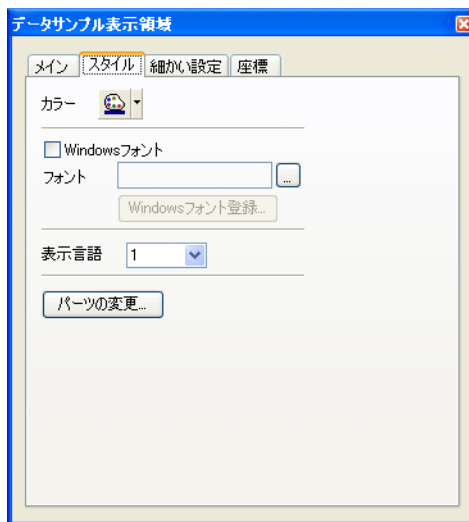 データサンプル表示領域
メイン スタイル 細かい設定 座標
カラー
Windowsフォント
フォント ...
Windowsフォント登録...
表示言語 1
パーツの変更...